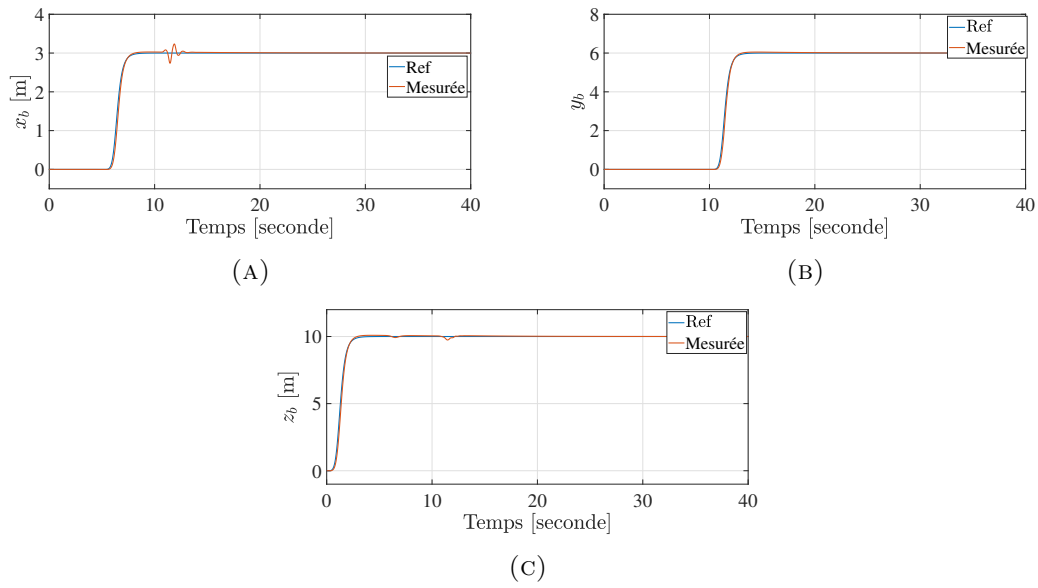 4
3
2
1
0
x_b [m]
0 10 20 30 40
Temps [seconde]
Ref
Mesurée
(A)
8
6
4
2
0
y_b
0 10 20 30 40
Temps [seconde]
Ref
Mesurée
(B)
10
5
0
z_b [m]
0 10 20 30 40
Temps [seconde]
Ref
Mesurée
(C)